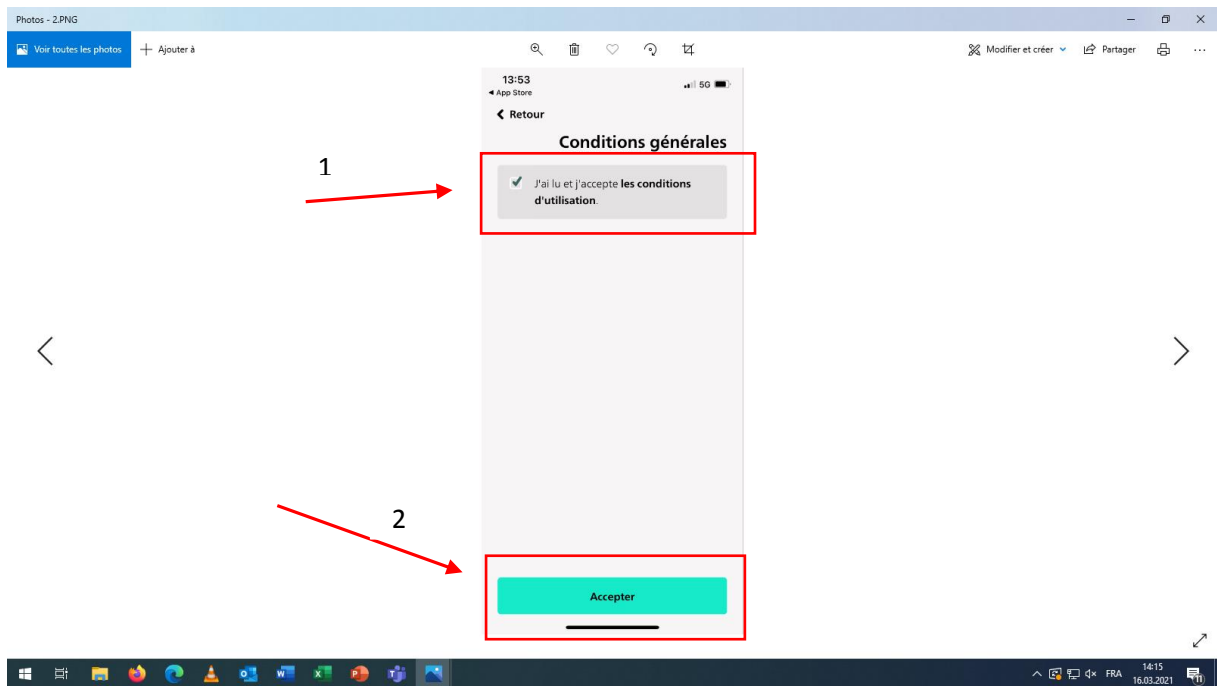 Photos - 2.PNG
Voir toutes les photos
Ajouter à
Modifier et créer
Partager
13:53
5G
App Store
Retour
Conditions générales
1
J'ai lu et j'accepte les conditions
d'utilisation.
2
Accepter
FRA
14:15
16.03.2021
11